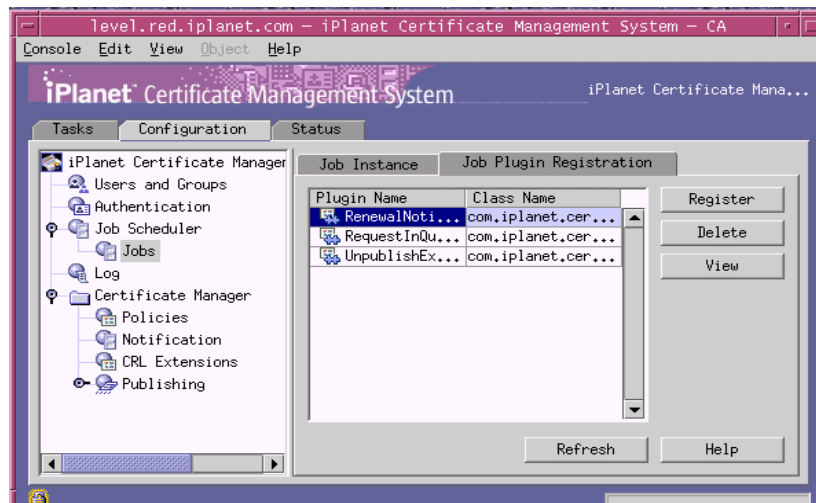 level.red.iplanet.com — iPlanet Certificate Management System — CA
Console Edit View Object Help
iPlanet Certificate Management System
iPlanet Certificate Mana...
Tasks Configuration Status
iPlanet Certificate Manager
Users and Groups
Authentication
Job Scheduler
Jobs
Log
Certificate Manager
Policies
Notification
CRL Extensions
Publishing
Job Instance Job Plugin Registration
Plugin Name Class Name
RenewalNoti... com.iplanet.cer...
RequestInQu... com.iplanet.cer...
UnpublishEx... com.iplanet.cer...
Register
Delete
View
Refresh Help